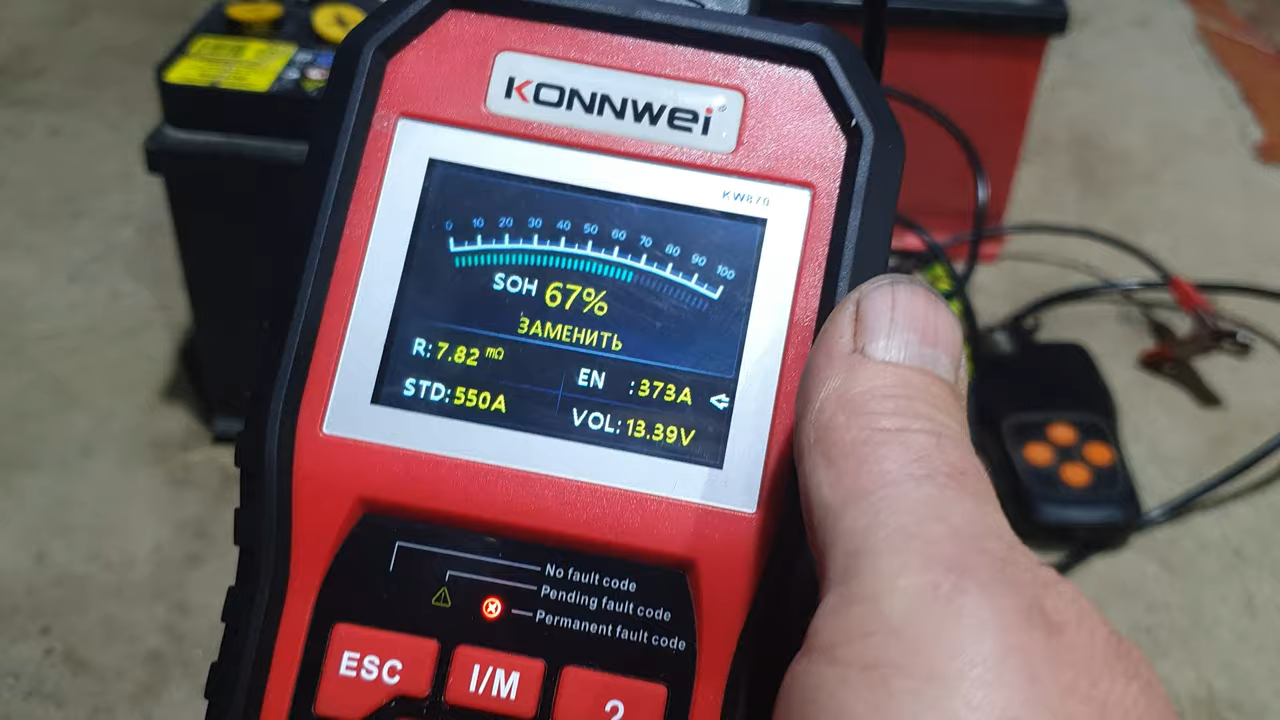 KONNWEI
KW870
0 10 20 30 40 50 60 70 80 90 100
SOH 67%
ЗАМЕНИТЬ
R: 7.82 mΩ
EN : 373A
STD: 550A
VOL: 13.39V
No fault code
Pending fault code
Permanent fault code
ESC
I/M
?